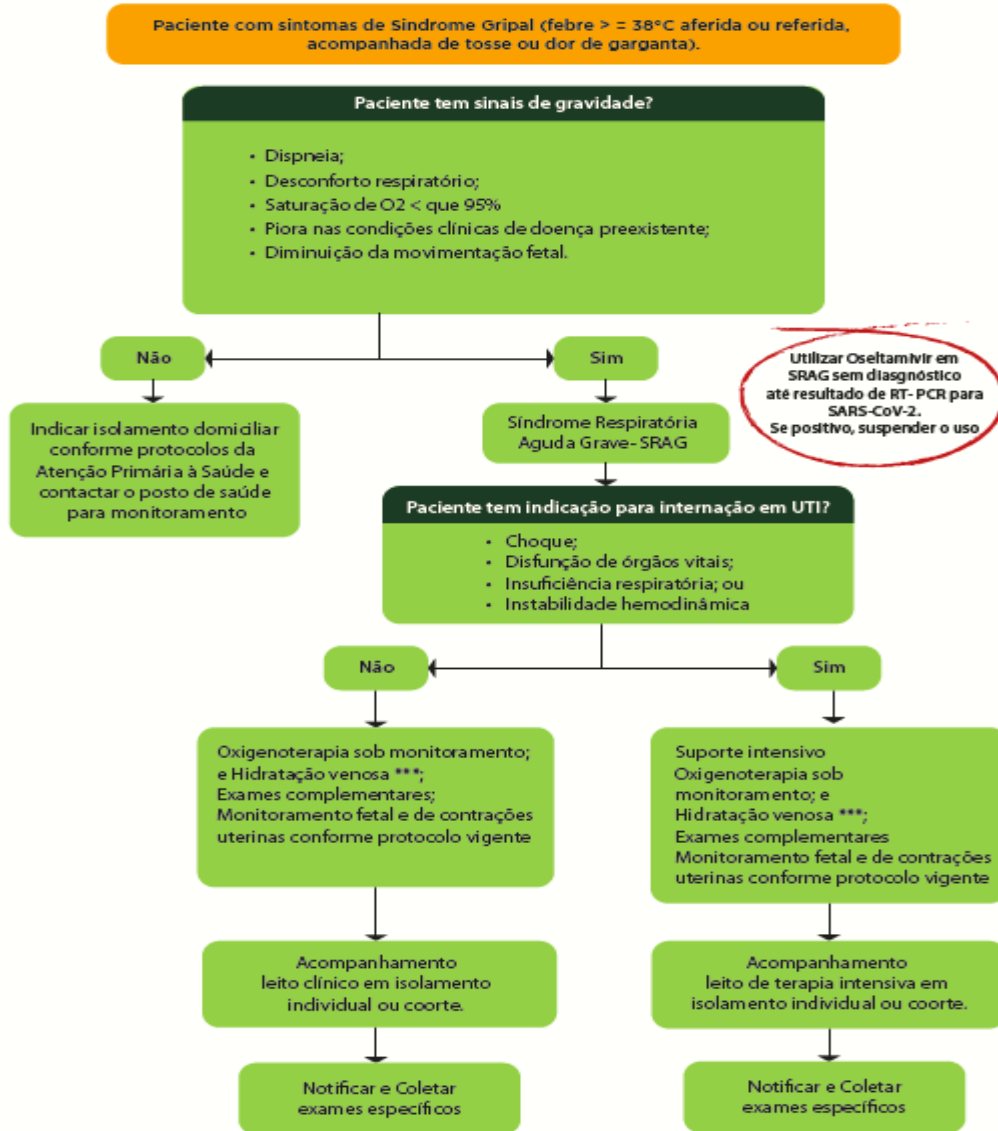 Paciente com sintomas de Síndrome Gripal (febre > = 38°C aferida ou referida,
acompanhada de tosse ou dor de garganta).
Paciente tem sinais de gravidade?
• Dispneia;
• Desconforto respiratório;
• Saturação de O2 < que 95%
• Piora nas condições clínicas de doença preexistente;
• Diminuição da movimentação fetal.
Não
Sim
Utilizar Oseltamivir em
SRAG sem diasgnóstico
até resultado de RT- PCR para
SARS-CoV-2.
Se positivo, suspender o uso
Indicar isolamento domiciliar
conforme protocolos da
Atenção Primária à Saúde e
contactar o posto de saúde
para monitoramento
Síndrome Respiratória
Aguda Grave- SRAG
Paciente tem indicação para internação em UTI?
• Choque;
• Disfunção de órgãos vitais;
• Insuficiência respiratória; ou
• Instabilidade hemodinâmica
Não
Sim
Oxigenoterapia sob monitoramento;
e Hidratação venosa ***;
Exames complementares;
Monitoramento fetal e de contrações
uterinas conforme protocolo vigente
Suporte intensivo
Oxigenoterapia sob
monitoramento; e
Hidratação venosa ***;
Exames complementares
Monitoramento fetal e de contrações
uterinas conforme protocolo vigente
Acompanhamento
leito clínico em isolamento
individual ou coorte.
Acompanhamento
leito de terapia intensiva em
isolamento individual ou coorte.
Notificar e Coletar
exames específicos
Notificar e Coletar
exames específicos